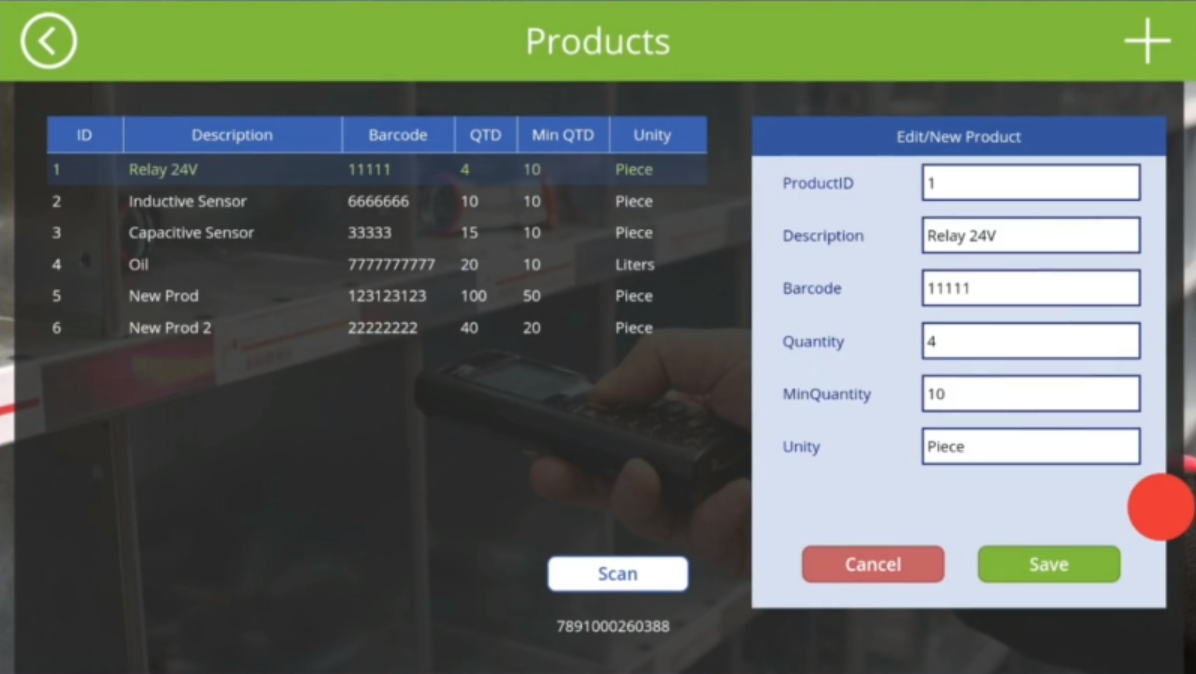 Products
ID Description Barcode QTD Min QTD Unity
1 Relay 24V 11111 4 10 Piece
2 Inductive Sensor 6666666 10 10 Piece
3 Capacitive Sensor 33333 15 10 Piece
4 Oil 7777777777 20 10 Liters
5 New Prod 123123123 100 50 Piece
6 New Prod 2 22222222 40 20 Piece
Scan
7891000260388
Edit/New Product
ProductID 1
Description Relay 24V
Barcode 11111
Quantity 4
MinQuantity 10
Unity Piece
Cancel Save